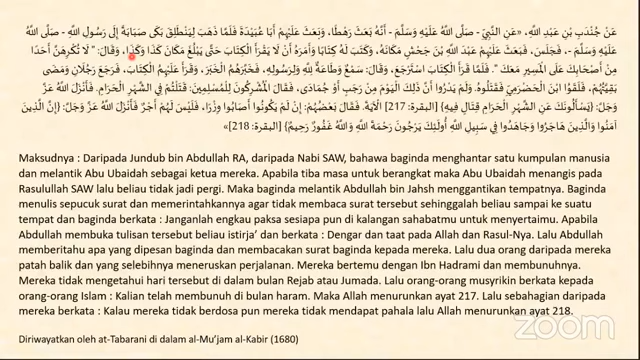 عَنْ جُنْدَبِ بْنِ عَبْدِ اللَّهِ، «عَنِ النَّبِيِّ - صَلَّى اللَّهُ عَلَيْهِ وَسَلَّمَ - أَنَّهُ بَعَثَ رَهْطًا، وَبَعَثَ عَلَيْهِمْ أَبَا عُبَيْدَةَ فَلَمَّا ذَهَبَ لِيَنْطَلِقَ بَكَى صَبَابَةً إِلَى رَسُولِ اللَّهِ - صَلَّى اللَّهُ
عَلَيْهِ وَسَلَّمَ -، فَجَلَسَ، فَبَعَثَ عَلَيْهِمْ عَبْدَ اللَّهِ بْنَ جَحْشٍ مَكَانَهُ، وَكَتَبَ لَهُ كِتَابًا وَأَمَرَهُ أَنْ لَا يَقْرَأَ الْكِتَابَ حَتَّى يَبْلُغَ مَكَانَ كَذَا وَكَذَا، وَقَالَ: " لَا تُكْرِهَنَّ أَحَدًا
مِنْ أَصْحَابِكَ عَلَى الْمَسِيرِ مَعَكَ ". فَلَمَّا قَرَأَ الْكِتَابَ اسْتَرْجَعَ، وَقَالَ: سَمْعٌ وَطَاعَةٌ لِلَّهِ وَلِرَسُولِهِ، فَخَبَّرَهُمُ الْخَبَرَ، وَقَرَأَ عَلَيْهِمُ الْكِتَابَ، فَرَجَعَ رَجُلَانِ وَمَضَى
بَقِيَّتُهُمْ، فَلَقُوا ابْنَ الْحَضْرَمِيِّ فَقَتَلُوهُ، وَلَمْ يَدْرُوا أَنَّ ذَلِكَ الْيَوْمَ مِنْ رَجَبٍ أَوْ جُمَادَى، فَقَالَ الْمُشْرِكُونَ لِلْمُسْلِمِينَ: قَتَلْتُمْ فِي الشَّهْرِ الْحَرَامِ. فَأَنْزَلَ اللَّهُ عَزَّ
وَجَلَّ: {يَسْأَلُونَكَ عَنِ الشَّهْرِ الْحَرَامِ قِتَالٍ فِيهِ} [البقرة: 217] الْآيَةَ. فَقَالَ بَعْضُهُمْ: إِنْ لَمْ يَكُونُوا أَصَابُوا وِزْرًا، فَلَيْسَ لَهُمْ أَجْرٌ فَأَنْزَلَ اللَّهُ عَزَّ وَجَلَّ: {إِنَّ الَّذِينَ
آمَنُوا وَالَّذِينَ هَاجَرُوا وَجَاهَدُوا فِي سَبِيلِ اللَّهِ أُولَئِكَ يَرْجُونَ رَحْمَةَ اللَّهِ وَاللَّهُ غَفُورٌ رَحِيمٌ} [البقرة: 218]»
Maksudnya : Daripada Jundub bin Abdullah RA, daripada Nabi SAW, bahawa baginda menghantar satu kumpulan manusia
dan melantik Abu Ubaidah sebagai ketua mereka. Apabila tiba masa untuk berangkat maka Abu Ubaidah menangis pada
Rasulullah SAW lalu beliau tidak jadi pergi. Maka baginda melantik Abdullah bin Jahsh menggantikan tempatnya. Baginda
menulis sepucuk surat dan memerintahkannya agar tidak membaca surat tersebut sehinggalah beliau sampai ke suatu
tempat dan baginda berkata : Janganlah engkau paksa sesiapa pun di kalangan sahabatmu untuk menyertaimu. Apabila
Abdullah membuka tulisan tersebut beliau istirja' dan berkata : Dengar dan taat pada Allah dan Rasul-Nya. Lalu Abdullah
memberitahu apa yang dipesan baginda dan membacakan surat baginda kepada mereka. Lalu dua orang daripada mereka
patah balik dan yang selebihnya meneruskan perjalanan. Mereka bertemu dengan Ibn Hadrami dan membunuhnya.
Mereka tidak mengetahui hari tersebut di dalam bulan Rejab atau Jumada. Lalu orang-orang musyrikin berkata kepada
orang-orang Islam : Kalian telah membunuh di bulan haram. Maka Allah menurunkan ayat 217. Lalu sebahagian daripada
mereka berkata : Kalau mereka tidak berdosa pun mereka tidak mendapat pahala lalu Allah menurunkan ayat 218.
Diriwayatkan oleh at-Tabarani di dalam al-Mu'jam al-Kabir (1680)
zoom